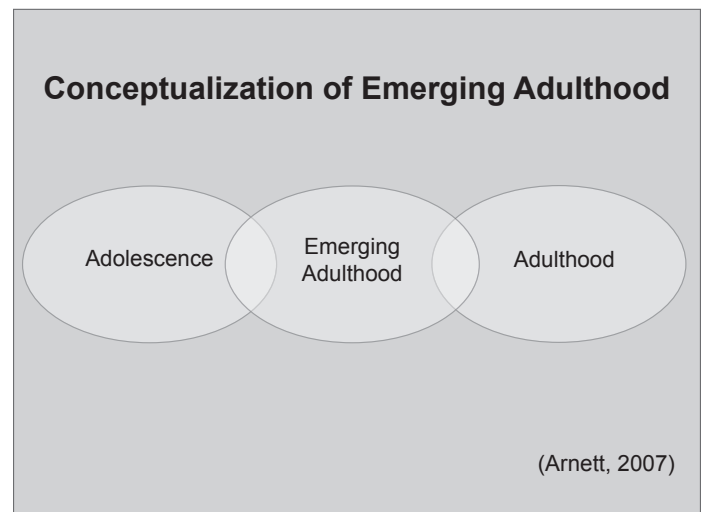 Conceptualization of Emerging Adulthood
Adolescence
Emerging
Adulthood
Adulthood
(Arnett, 2007)